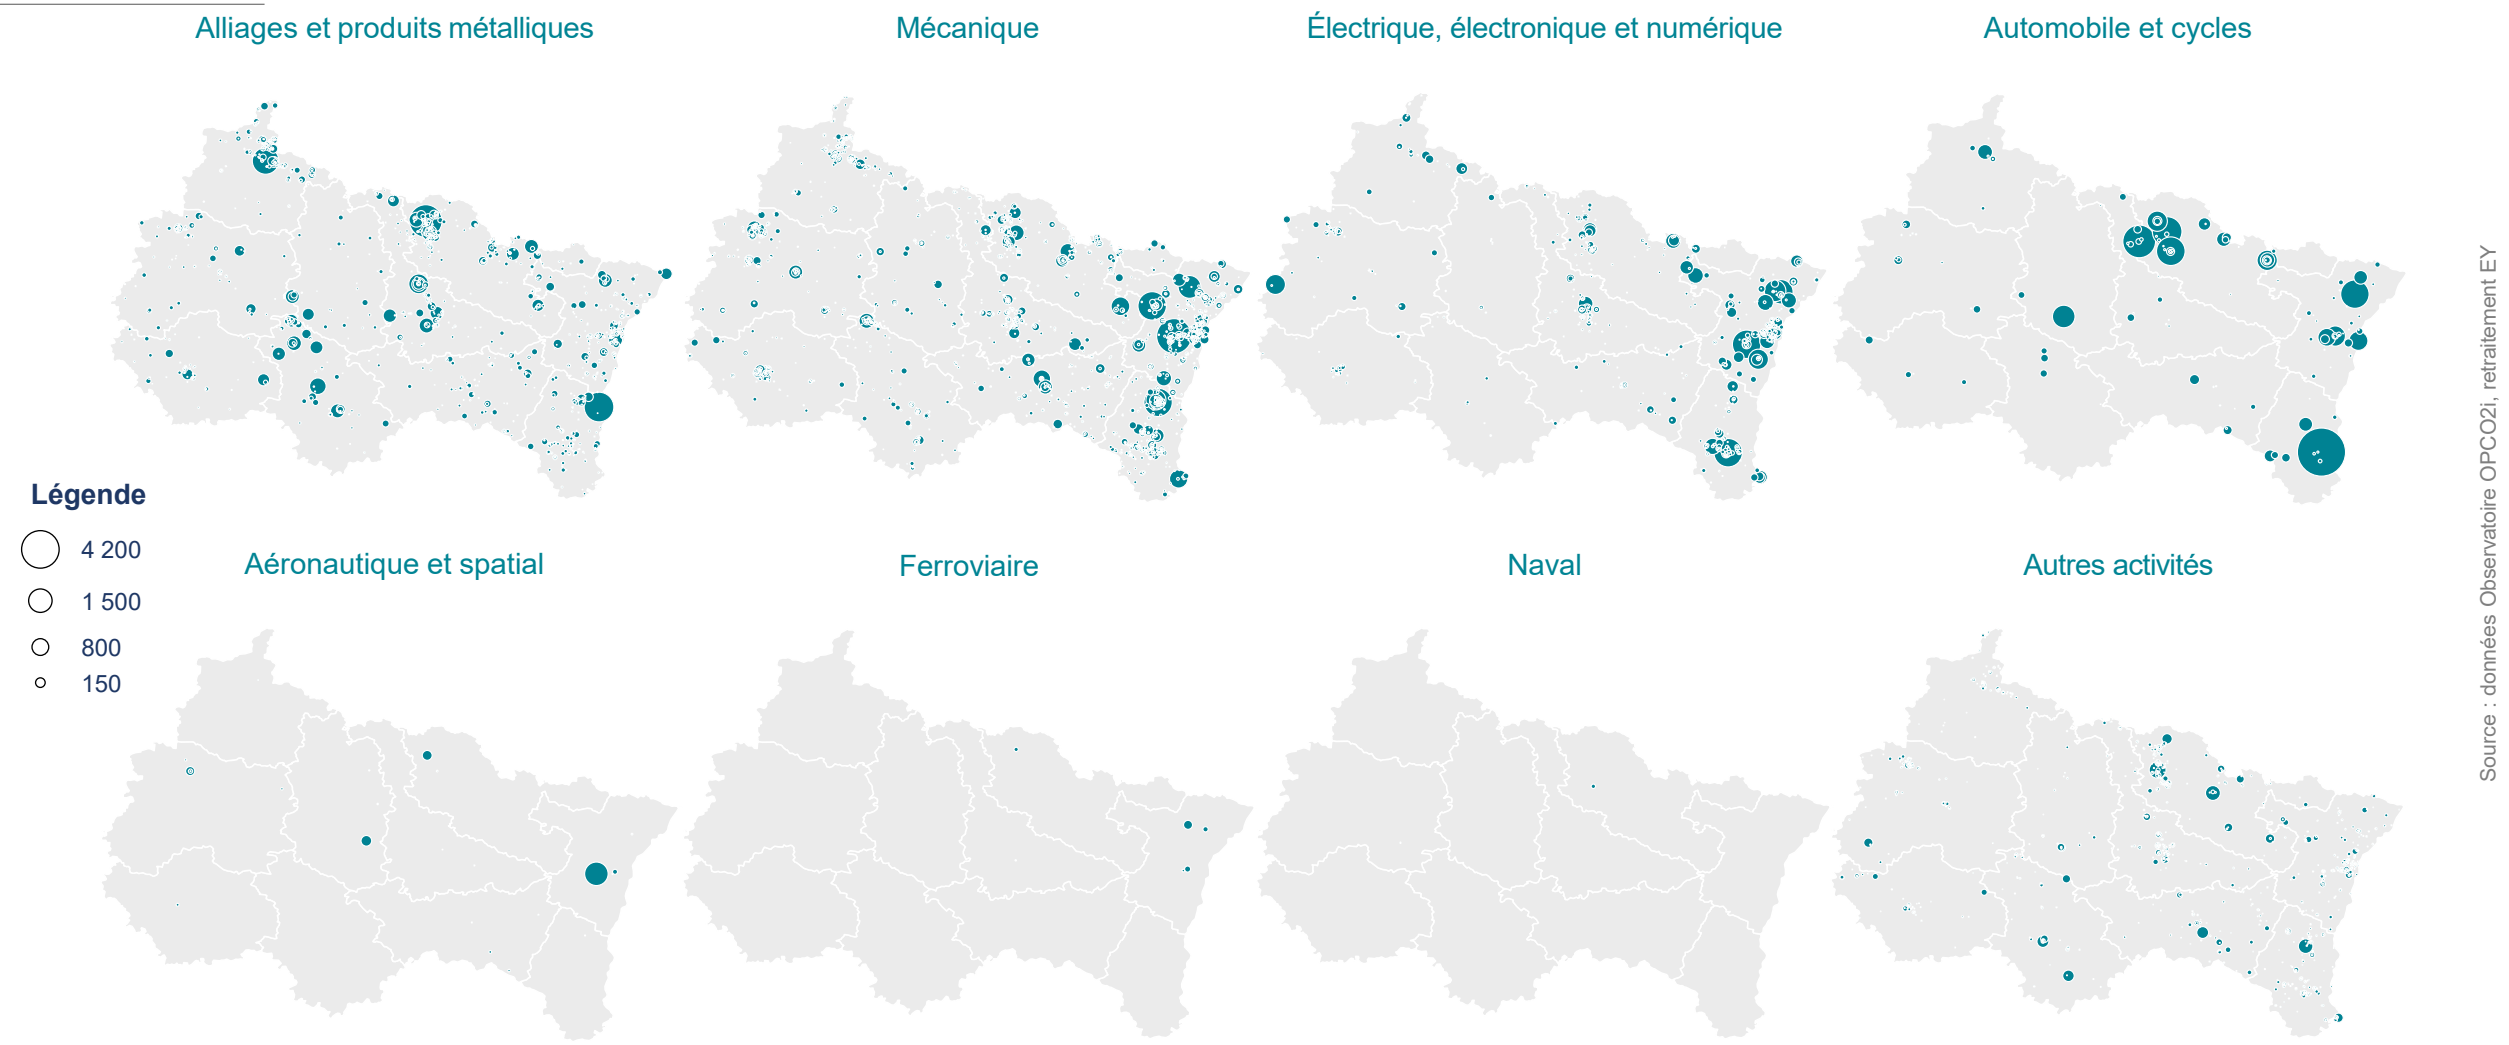 Alliages et produits métalliques
Mécanique
Électrique, électronique et numérique
Automobile et cycles
Légende
4 200
1 500
800
150
Aéronautique et spatial
Ferroviaire
Naval
Autres activités
Source : données Observatoire OPCO2i, retraitement EY